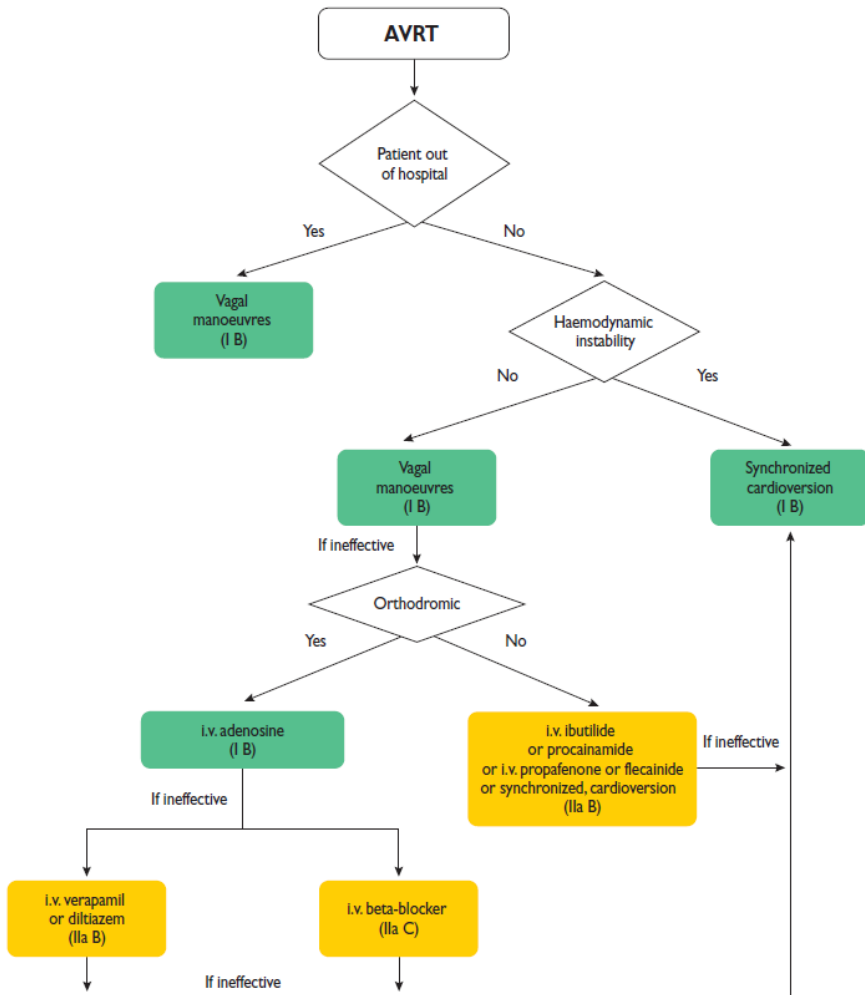 AVRT
Patient out
of hospital
Yes
No
Vagal
manoeuvres
(I B)
Haemodynamic
instability
No
Yes
Vagal
manoeuvres
(I B)
Synchronized
cardioversion
(I B)
If ineffective
Orthodromic
Yes
No
i.v. adenosine
(I B)
i.v. ibutilide
or procainamide
or i.v. propafenone or flecainide
or synchronized, cardioversion
(IIa B)
If ineffective
If ineffective
i.v. verapamil
or diltiazem
(IIa B)
i.v. beta-blocker
(IIa C)
If ineffective